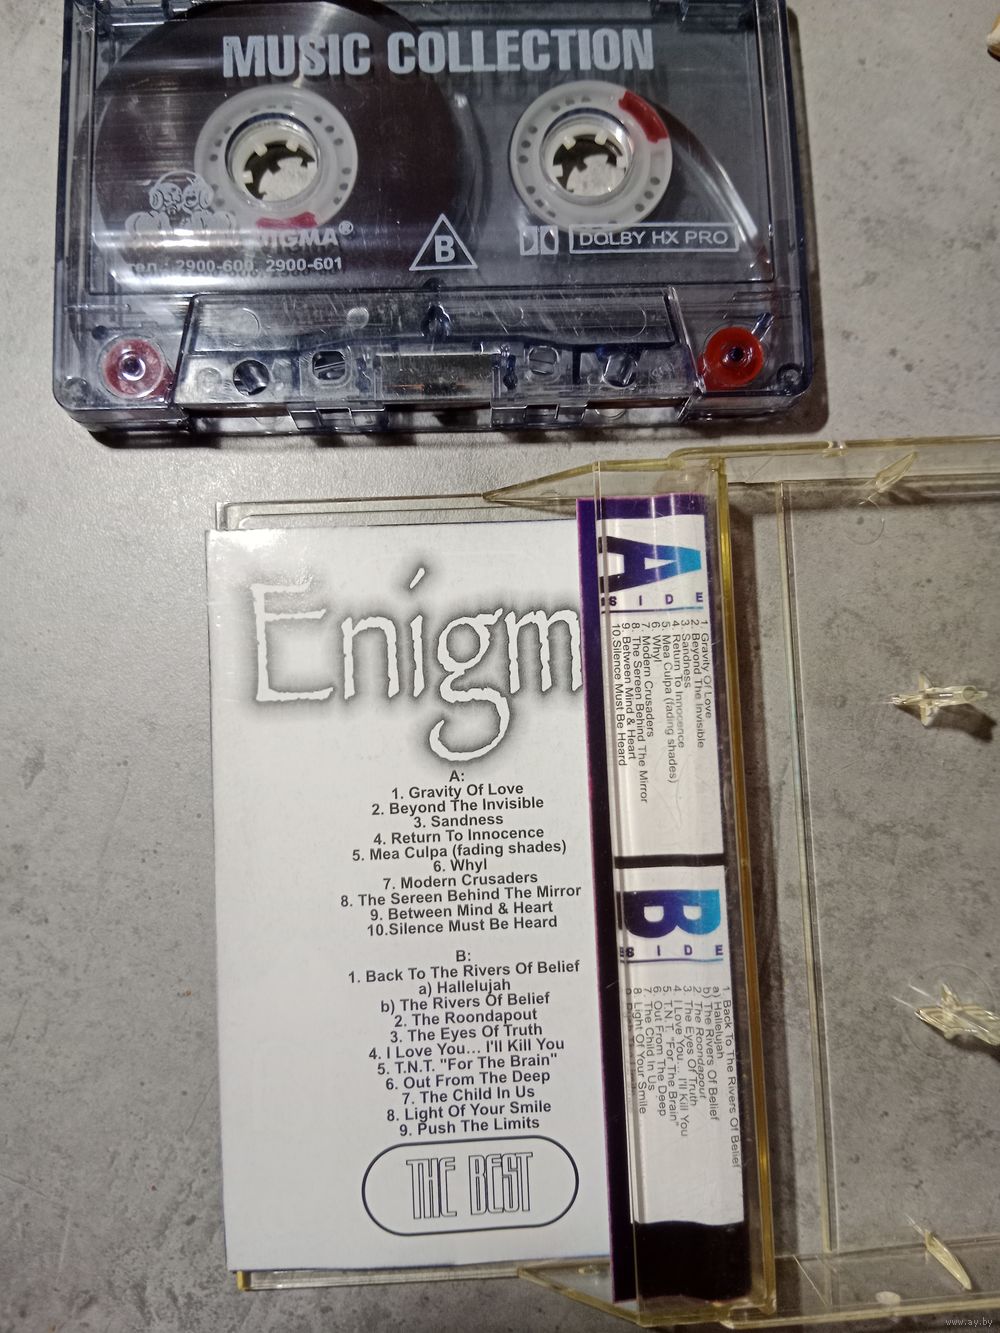 MUSIC COLLECTION
NIGMA®
тел.: 2900-600, 2900-601
B
DOLBY HX PRO
Enigm
A:
1. Gravity Of Love
2. Beyond The Invisible
3. Sandness
4. Return To Innocence
5. Mea Culpa (fading shades)
6. Whyl
7. Modern Crusaders
8. The Sereen Behind The Mirror
9. Between Mind & Heart
10.Silence Must Be Heard
B:
1. Back To The Rivers Of Belief
a) Hallelujah
b) The Rivers Of Belief
2. The Roondapout
3. The Eyes Of Truth
4. I Love You... I'll Kill You
5. T.N.T. "For The Brain"
6. Out From The Deep
7. The Child In Us
8. Light Of Your Smile
9. Push The Limits
THE BEST
A
SIDE
1. Gravity Of Love
2. Beyond The Invisible
3. Sandness
4. Return To Innocence
5. Mea Culpa (fading shades)
6. Whyl
7. Modern Crusaders
8. The Sereen Behind The Mirror
9. Between Mind & Heart
10.Silence Must Be Heard
B
SIDE
1. Back To The Rivers Of Belief
a) Hallelujah
b) The Rivers Of Belief
2. The Roondapout
3. The Eyes Of Truth
4. I Love You... I'll Kill You
5. T.N.T. "For The Brain"
6. Out From The Deep
7. The Child In Us
8. Light Of Your Smile
www.ay.by